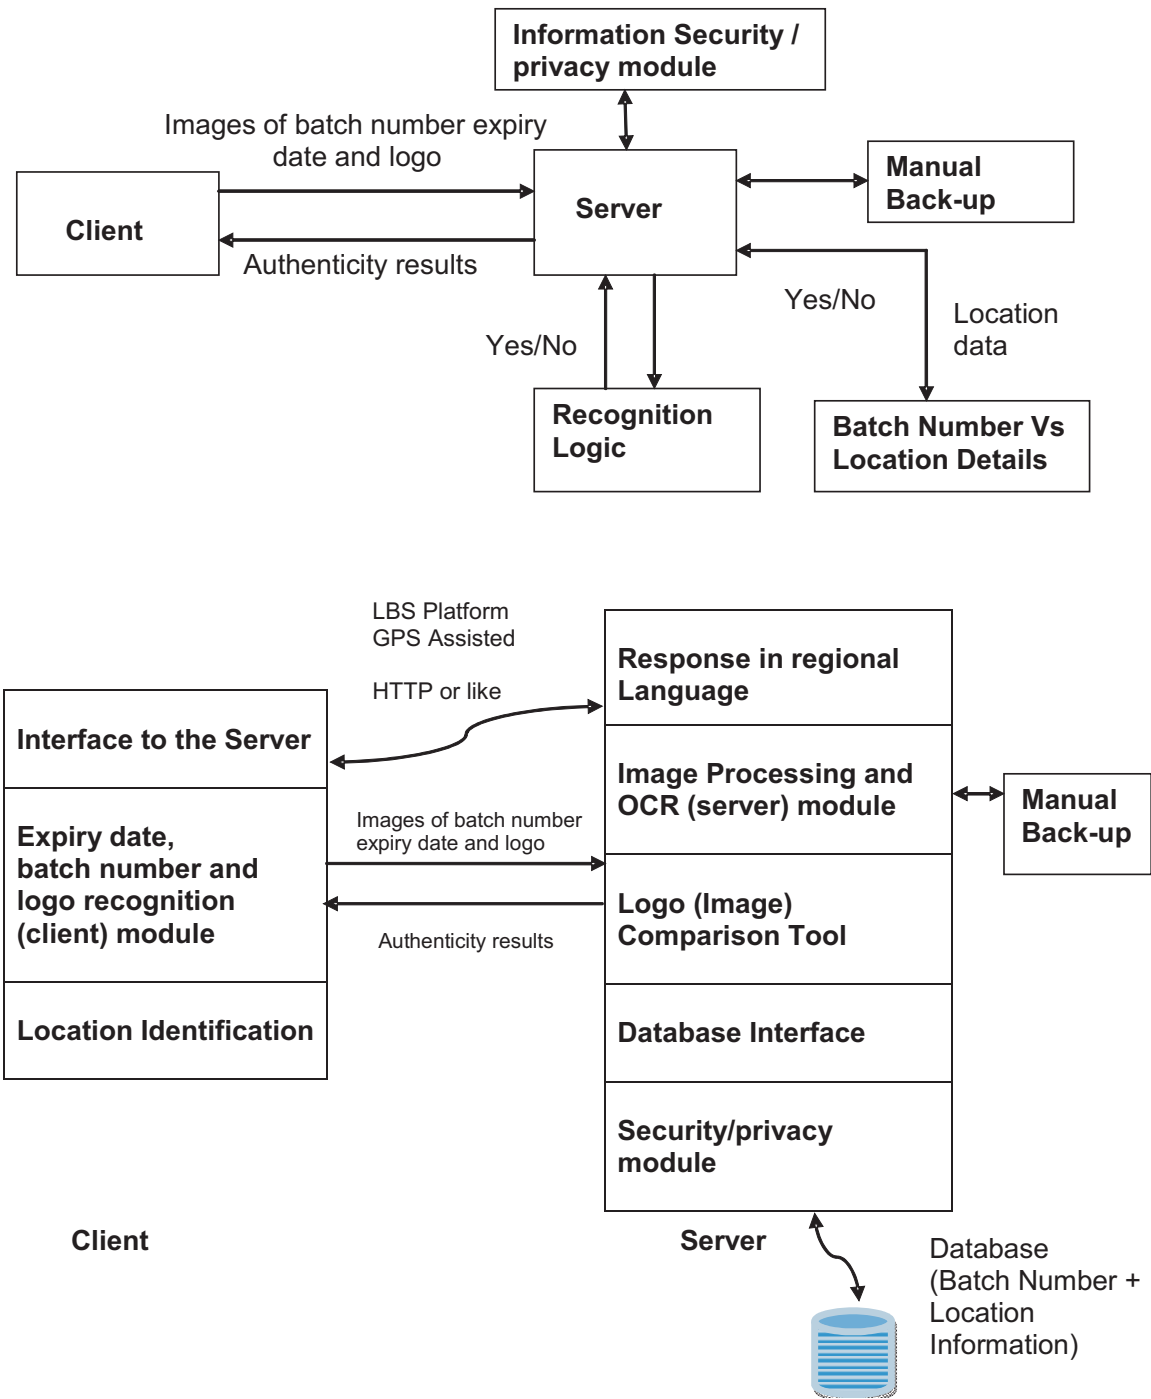 Information Security /
privacy module
Images of batch number expiry
date and logo
Manual
Back-up
Server
Client
Authenticity results
Yes/No
Location
data
Yes/No
Recognition
Logic
Batch Number Vs
Location Details
LBS Platform
GPS Assisted
HTTP or like
Response in regional
Language
Interface to the Server
Image Processing and
OCR (server) module
Manual
Back-up
Expiry date,
batch number and
logo recognition
(client) module
Images of batch number
expiry date and logo
Logo (Image)
Comparison Tool
Authenticity results
Location Identification
Database Interface
Security/privacy
module
Client
Server
Database
(Batch Number +
Location
Information)